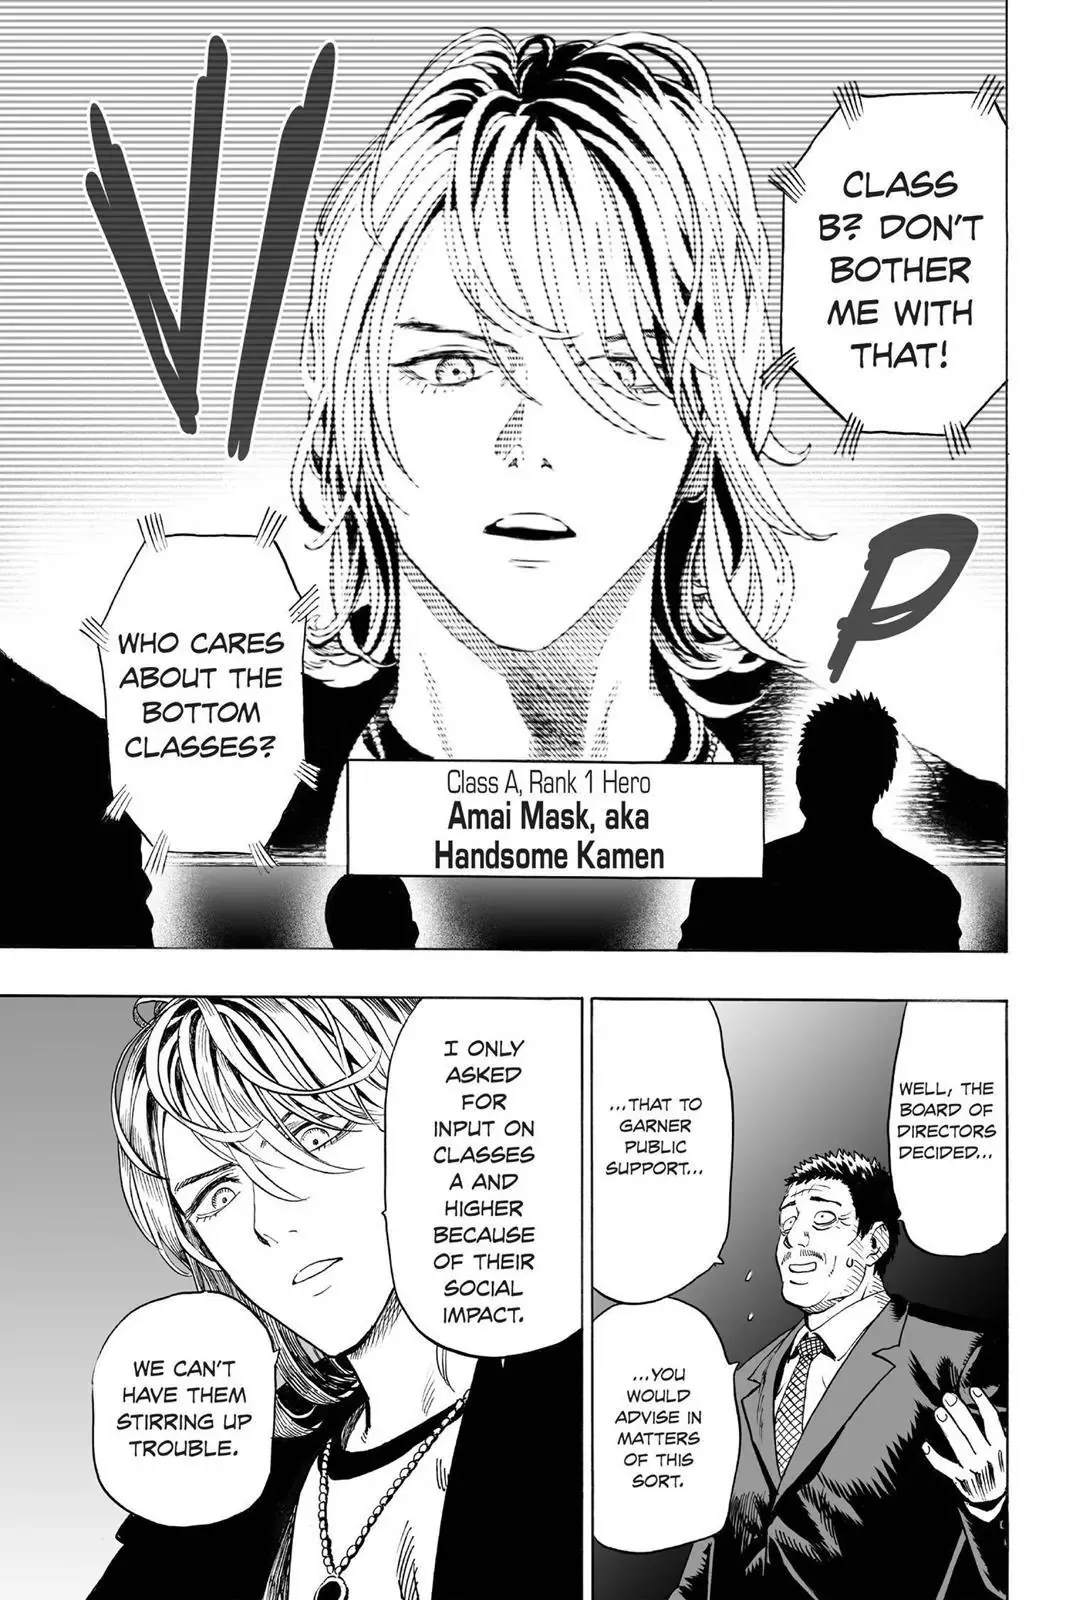 VIP
CLASS
B? DON'T
BOTHER
ME WITH
THAT!
WHO CARES
ABOUT THE
BOTTOM
CLASSES?
Class A, Rank 1 Hero
Amai Mask, aka
Handsome Kamen
WELL, THE
BOARD OF
DIRECTORS
DECIDED...
...THAT TO
GARNER
PUBLIC
SUPPORT...
...YOU
WOULD
ADVISE IN
MATTERS
OF THIS
SORT.
I ONLY
ASKED
FOR
INPUT ON
CLASSES
A AND
HIGHER
BECAUSE
OF THEIR
SOCIAL
IMPACT.
WE CAN'T
HAVE THEM
STIRRING UP
TROUBLE.